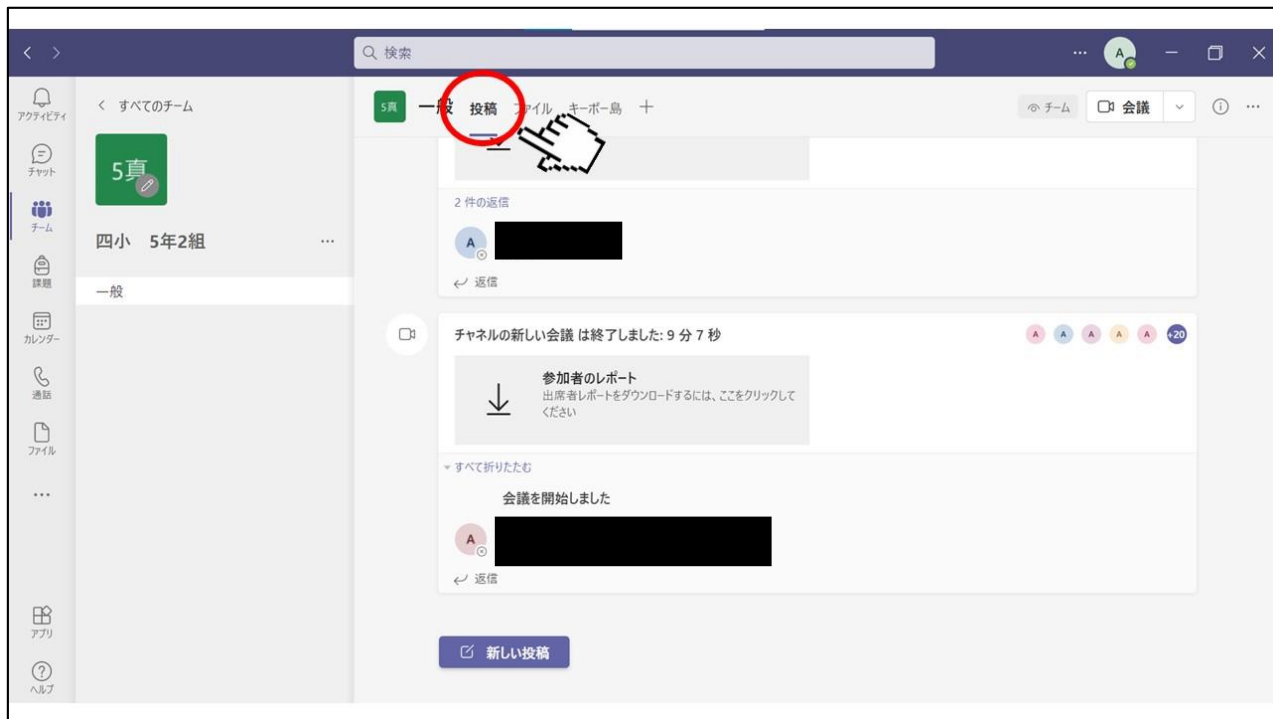 検索
A
アクティビティ
チャット
チーム
課題
カレンダー
通話
ファイル
アプリ
ヘルプ
すべてのチーム
5真
四小 5年2組
一般
5真 一般 投稿 ファイル キーボー島
チーム
会議
2 件の返信
A
返信
チャネルの新しい会議 は終了しました: 9 分 7 秒
A A A A A +20
参加者のレポート
出席者レポートをダウンロードするには、ここをクリックして
ください
すべて折りたたむ
会議を開始しました
A
返信
新しい投稿